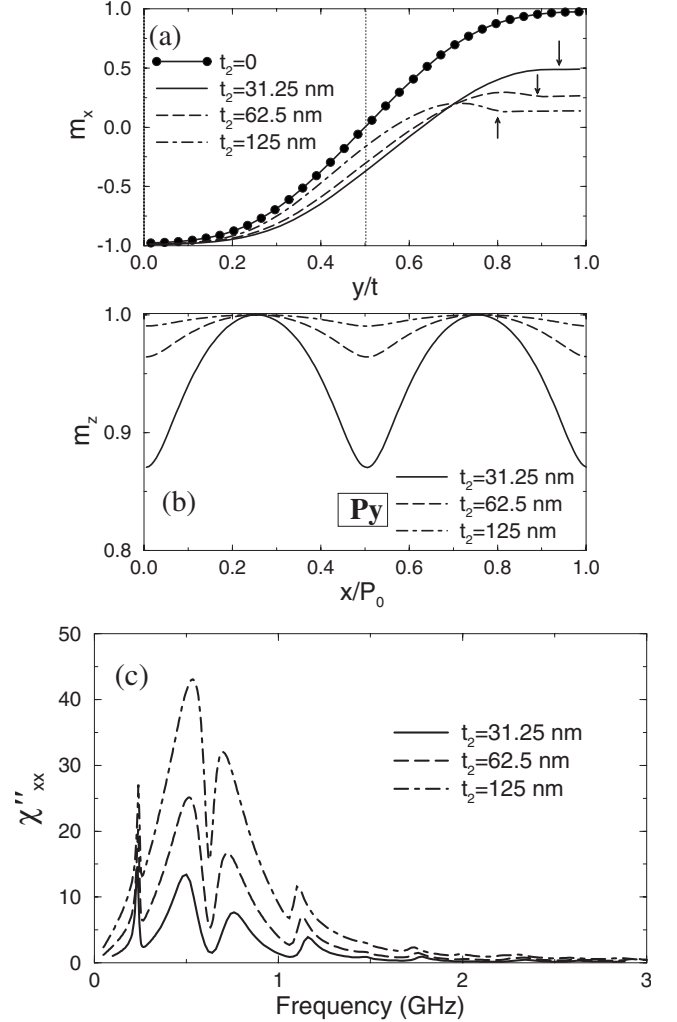 1.0
(a)
t₂=0
0.5
t₂=31.25 nm
mₓ
t₂=62.5 nm
0.0
t₂=125 nm
-0.5
-1.0
0.0 0.2 0.4 0.6 0.8 1.0
y/t
1.0
m_z
0.9
t₂=31.25 nm
(b)
Py
t₂=62.5 nm
t₂=125 nm
0.8
0.0 0.2 0.4 0.6 0.8 1.0
x/P₀
50
(c)
40
t₂=31.25 nm
t₂=62.5 nm
30
t₂=125 nm
χ''ₓₓ
20
10
0
0 1 2 3
Frequency (GHz)